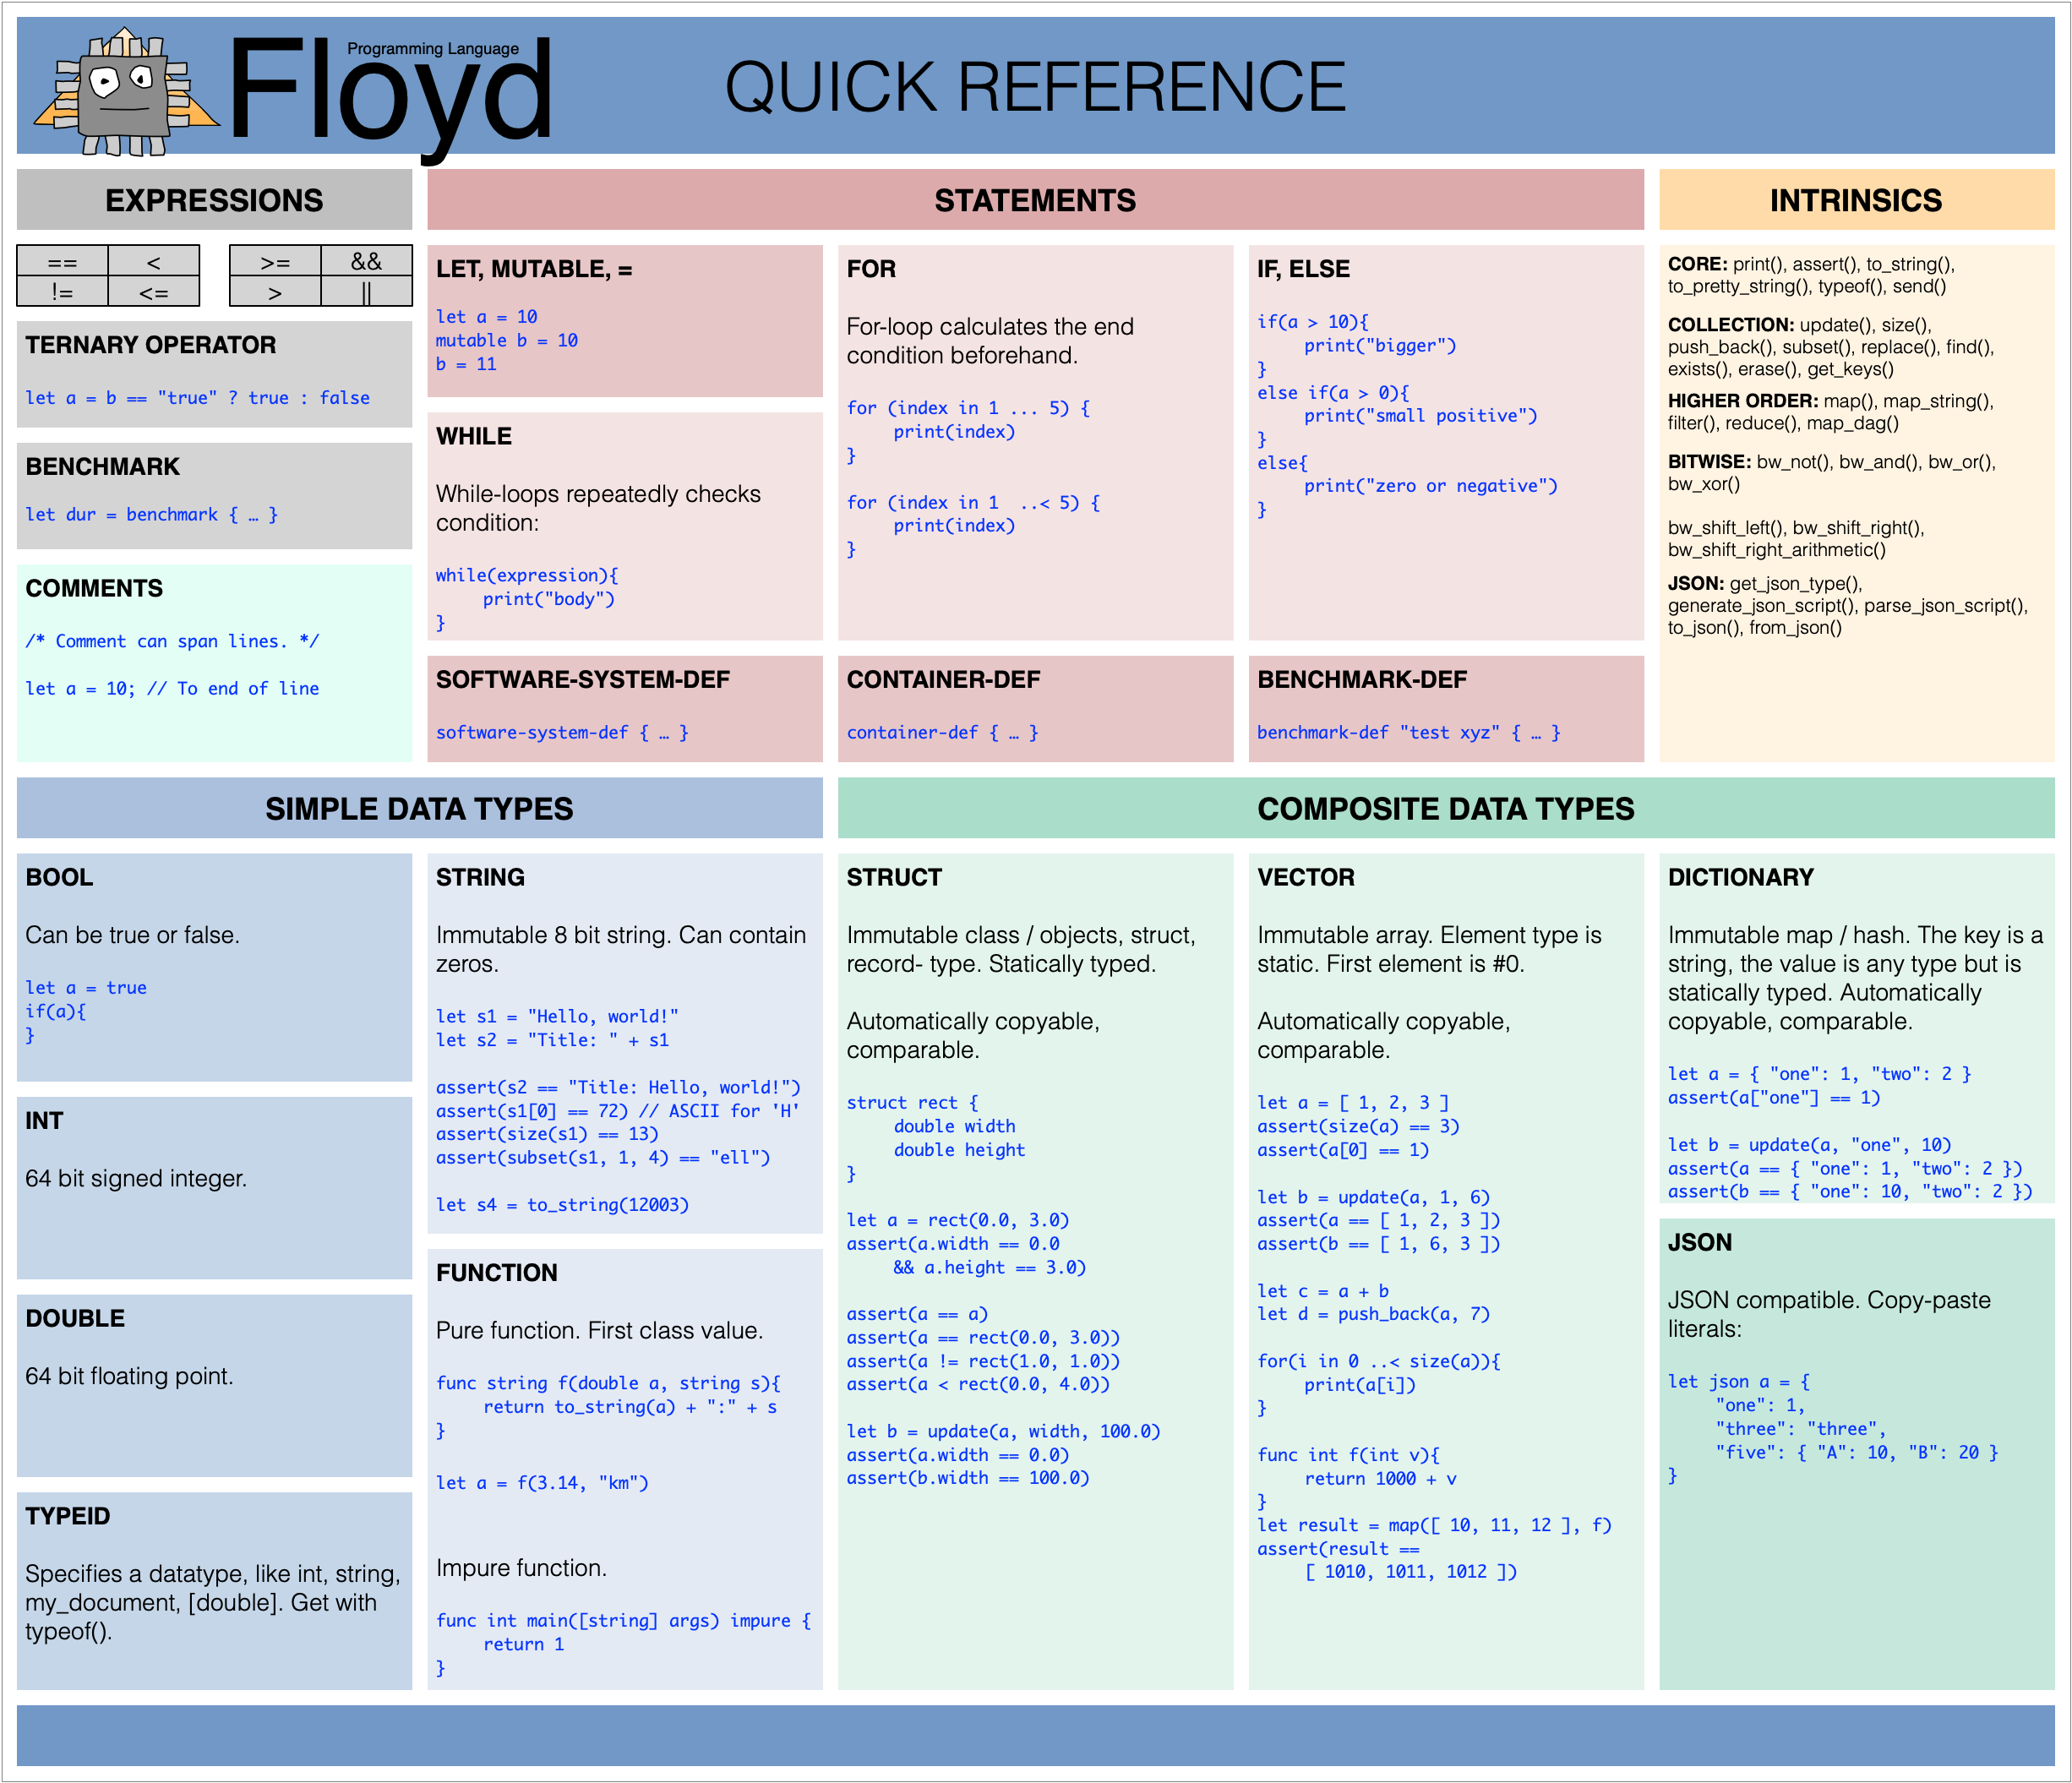 Programming Language
Floyd
QUICK REFERENCE
EXPRESSIONS
== <
!= <=
>= &&
> ||
TERNARY OPERATOR
let a = b == "true" ? true : false
BENCHMARK
let dur = benchmark { … }
COMMENTS
/* Comment can span lines. */
let a = 10; // To end of line
STATEMENTS
LET, MUTABLE, =
let a = 10
mutable b = 10
b = 11
WHILE
While-loops repeatedly checks
condition:
while(expression){
print("body")
}
FOR
For-loop calculates the end
condition beforehand.
for (index in 1 ... 5) {
print(index)
}
for (index in 1  ..< 5) {
print(index)
}
IF, ELSE
if(a > 10){
print("bigger")
}
else if(a > 0){
print("small positive")
}
else{
print("zero or negative")
}
SOFTWARE-SYSTEM-DEF
software-system-def { … }
CONTAINER-DEF
container-def { … }
BENCHMARK-DEF
benchmark-def "test xyz" { … }
INTRINSICS
CORE: print(), assert(), to_string(),
to_pretty_string(), typeof(), send()
COLLECTION: update(), size(),
push_back(), subset(), replace(), find(),
exists(), erase(), get_keys()
HIGHER ORDER: map(), map_string(),
filter(), reduce(), map_dag()
BITWISE: bw_not(), bw_and(), bw_or(),
bw_xor()
bw_shift_left(), bw_shift_right(),
bw_shift_right_arithmetic()
JSON: get_json_type(),
generate_json_script(), parse_json_script(),
to_json(), from_json()
SIMPLE DATA TYPES
BOOL
Can be true or false.
let a = true
if(a){
}
INT
64 bit signed integer.
DOUBLE
64 bit floating point.
TYPEID
Specifies a datatype, like int, string,
my_document, [double]. Get with
typeof().
STRING
Immutable 8 bit string. Can contain
zeros.
let s1 = "Hello, world!"
let s2 = "Title: " + s1
assert(s2 == "Title: Hello, world!")
assert(s1[0] == 72) // ASCII for 'H'
assert(size(s1) == 13)
assert(subset(s1, 1, 4) == "ell")
let s4 = to_string(12003)
FUNCTION
Pure function. First class value.
func string f(double a, string s){
return to_string(a) + ":" + s
}
let a = f(3.14, "km")
Impure function.
func int main([string] args) impure {
return 1
}
COMPOSITE DATA TYPES
STRUCT
Immutable class / objects, struct,
record- type. Statically typed.
Automatically copyable,
comparable.
struct rect {
double width
double height
}
let a = rect(0.0, 3.0)
assert(a.width == 0.0
&& a.height == 3.0)
assert(a == a)
assert(a == rect(0.0, 3.0))
assert(a != rect(1.0, 1.0))
assert(a < rect(0.0, 4.0))
let b = update(a, width, 100.0)
assert(a.width == 0.0)
assert(b.width == 100.0)
VECTOR
Immutable array. Element type is
static. First element is #0.
Automatically copyable,
comparable.
let a = [ 1, 2, 3 ]
assert(size(a) == 3)
assert(a[0] == 1)
let b = update(a, 1, 6)
assert(a == [ 1, 2, 3 ])
assert(b == [ 1, 6, 3 ])
let c = a + b
let d = push_back(a, 7)
for(i in 0 ..< size(a)){
print(a[i])
}
func int f(int v){
return 1000 + v
}
let result = map([ 10, 11, 12 ], f)
assert(result ==
[ 1010, 1011, 1012 ])
DICTIONARY
Immutable map / hash. The key is a
string, the value is any type but is
statically typed. Automatically
copyable, comparable.
let a = { "one": 1, "two": 2 }
assert(a["one"] == 1)
let b = update(a, "one", 10)
assert(a == { "one": 1, "two": 2 })
assert(b == { "one": 10, "two": 2 })
JSON
JSON compatible. Copy-paste
literals:
let json a = {
"one": 1,
"three": "three",
"five": { "A": 10, "B": 20 }
}